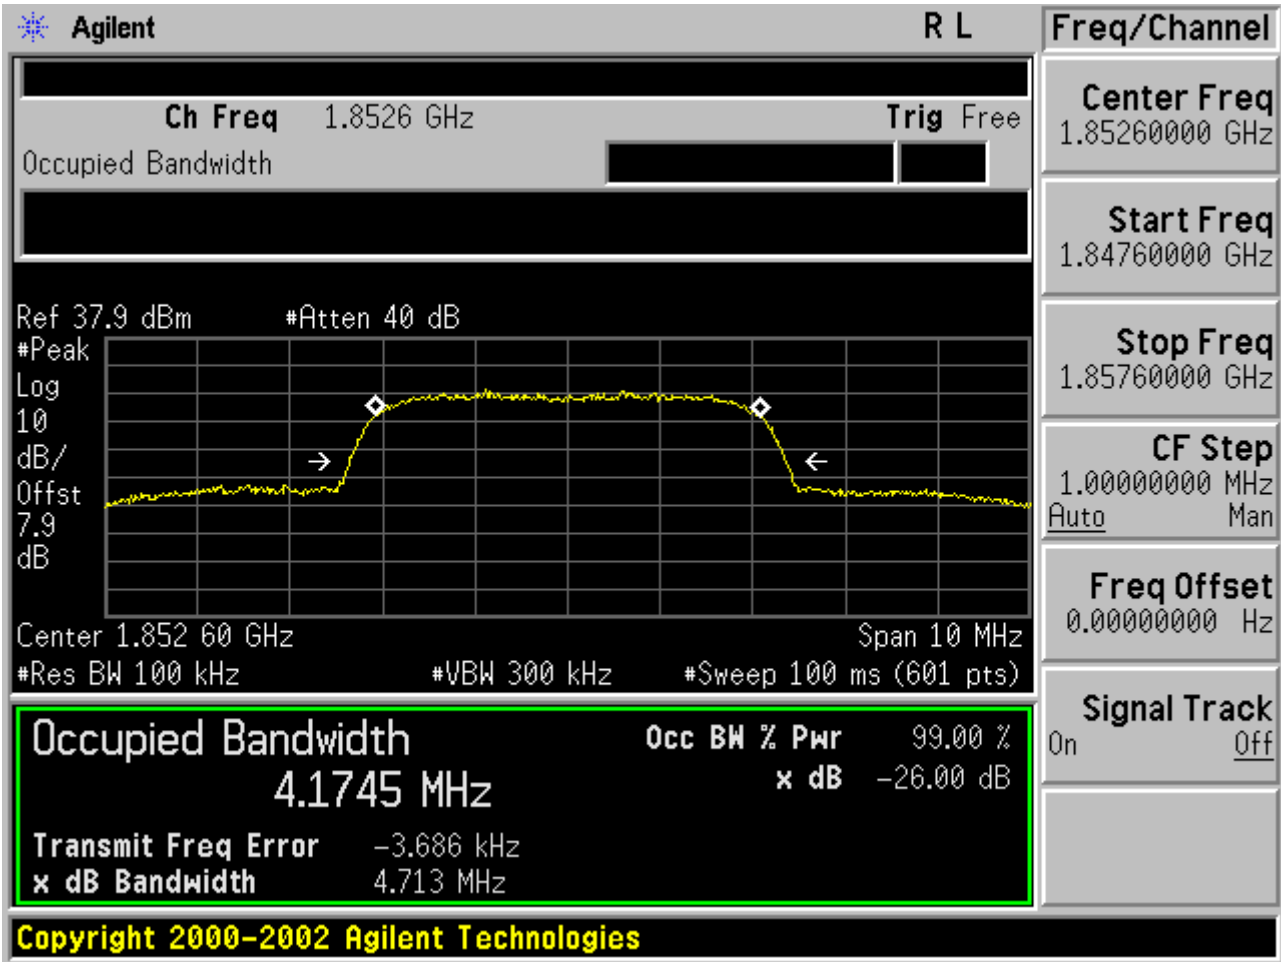 Agilent R L
Freq/Channel
Ch Freq 1.8526 GHz Trig Free
Occupied Bandwidth
Center Freq
1.85260000 GHz
Start Freq
1.84760000 GHz
Stop Freq
1.85760000 GHz
CF Step
1.00000000 MHz
Auto Man
Freq Offset
0.00000000 Hz
Signal Track
On Off
Ref 37.9 dBm #Atten 40 dB
#Peak
Log
10
dB/
Offst
7.9
dB
Center 1.852 60 GHz Span 10 MHz
#Res BW 100 kHz #VBW 300 kHz #Sweep 100 ms (601 pts)
Occupied Bandwidth Occ BW % Pwr 99.00 %
4.1745 MHz x dB -26.00 dB
Transmit Freq Error -3.686 kHz
x dB Bandwidth 4.713 MHz
Copyright 2000-2002 Agilent Technologies